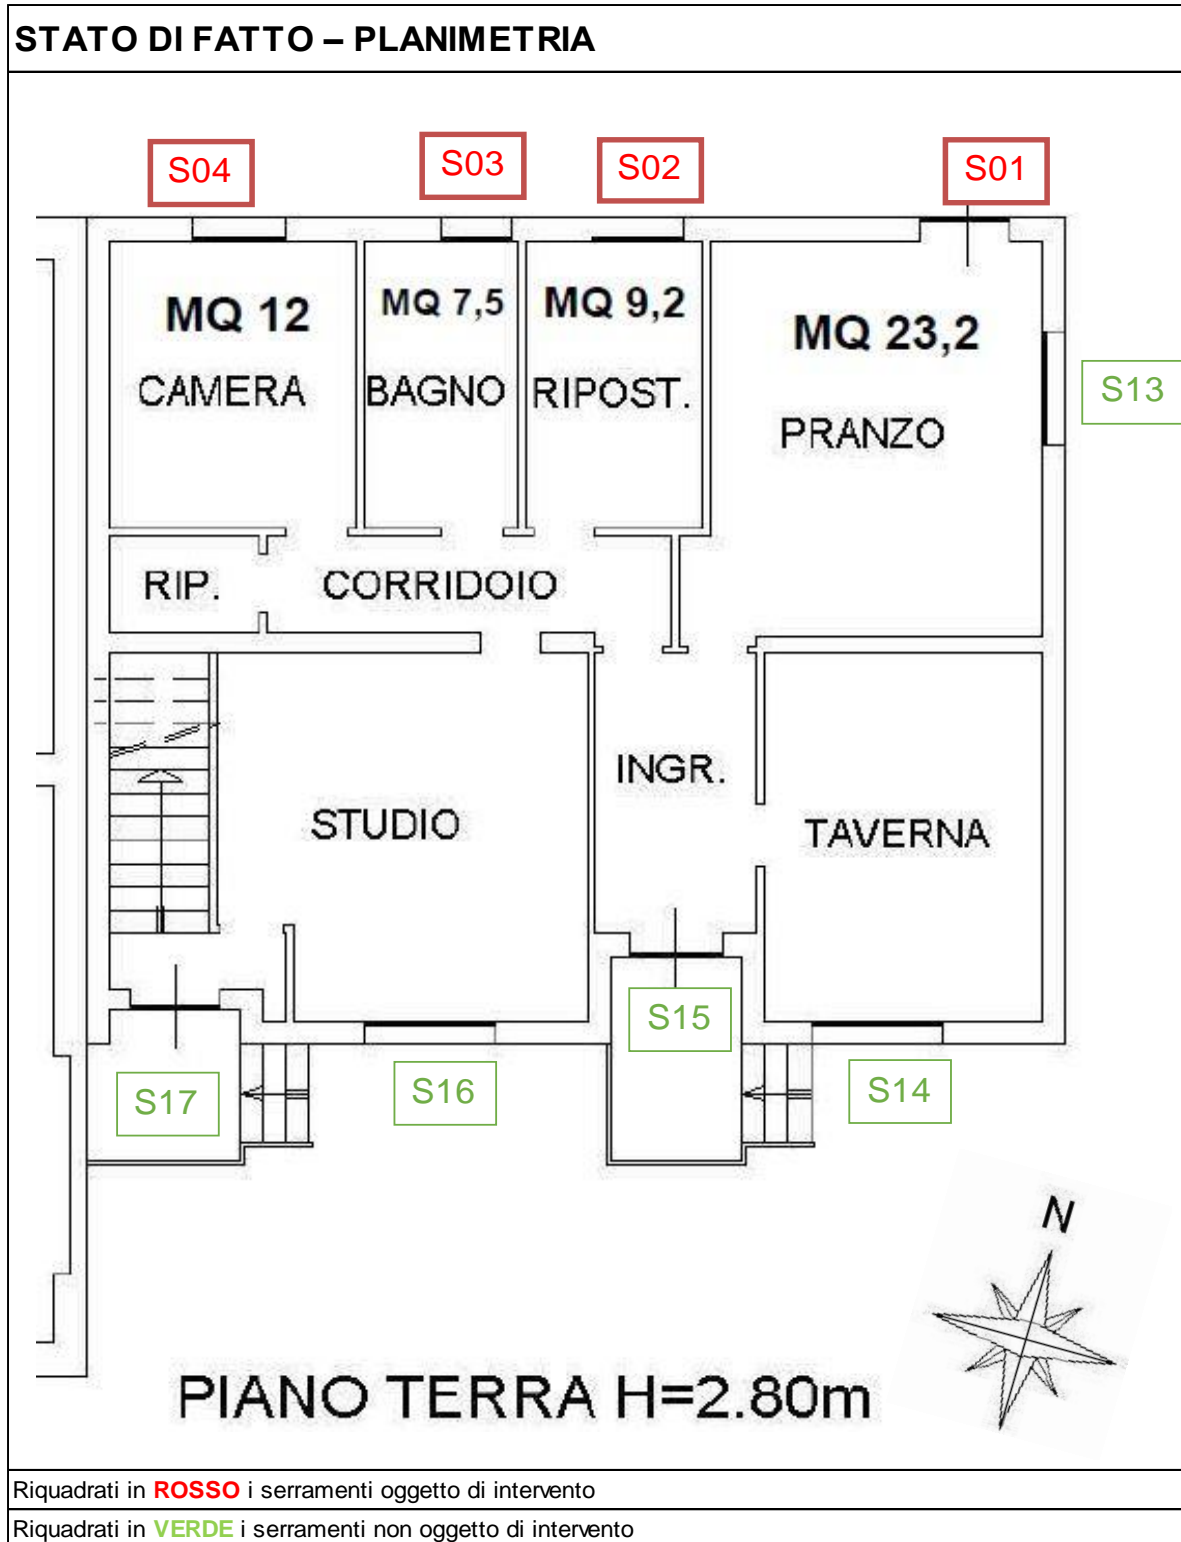 STATO DI FATTO – PLANIMETRIA
S04 S03 S02 S01
MQ 12 MQ 7,5 MQ 9,2 MQ 23,2
CAMERA BAGNO RIPOST. PRANZO
S13
RIP. CORRIDOIO
INGR.
STUDIO TAVERNA
S15
S17 S16 S14
N
PIANO TERRA H=2.80m
Riquadrati in ROSSO i serramenti oggetto di intervento
Riquadrati in VERDE i serramenti non oggetto di intervento